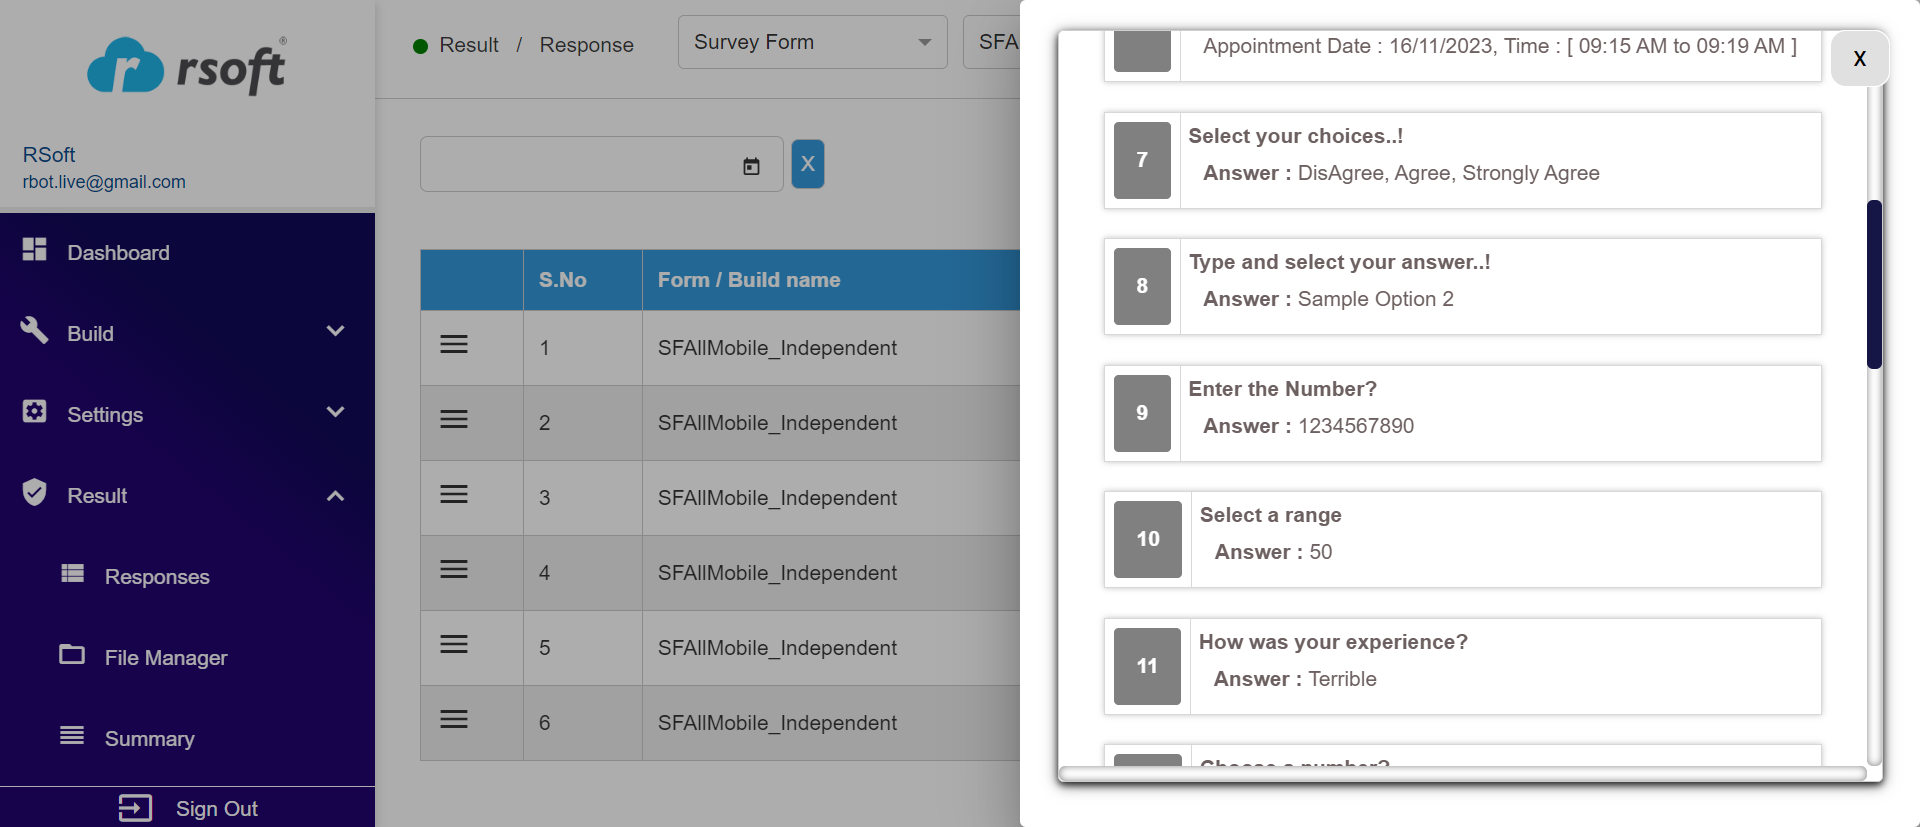 rsoft®
RSoft
rbot.live@gmail.com
Dashboard
Build
Settings
Result
Responses
File Manager
Summary
Sign Out
Result / Response
Survey Form
SFA
X
S.No Form / Build name
1 SFAllMobile_Independent
2 SFAllMobile_Independent
3 SFAllMobile_Independent
4 SFAllMobile_Independent
5 SFAllMobile_Independent
6 SFAllMobile_Independent
X
Appointment Date : 16/11/2023, Time : [ 09:15 AM to 09:19 AM ]
7 Select your choices..!
Answer : DisAgree, Agree, Strongly Agree
8 Type and select your answer..!
Answer : Sample Option 2
9 Enter the Number?
Answer : 1234567890
10 Select a range
Answer : 50
11 How was your experience?
Answer : Terrible
Choose a number?